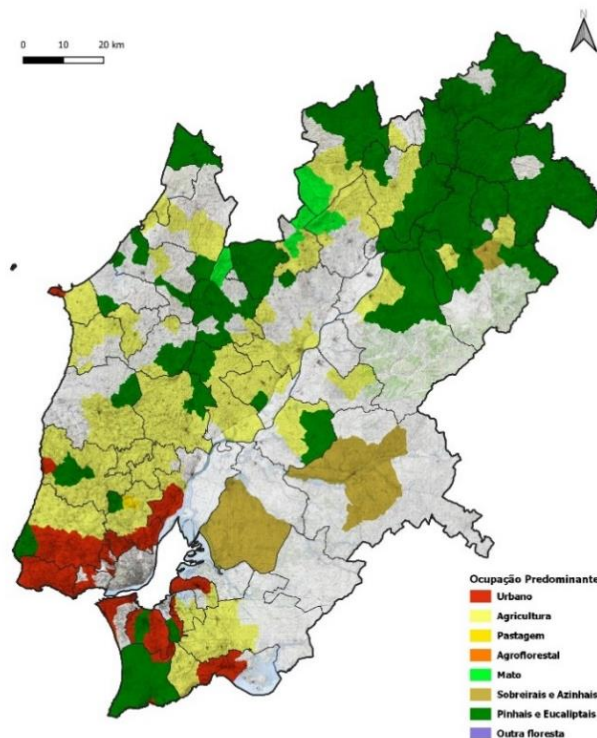 N
0 10 20 km
Ocupação Predominante
Urbano
Agricultura
Pastagem
Agroflorestal
Mato
Sobreirais e Azinhais
Pinhais e Eucaliptais
Outra floresta